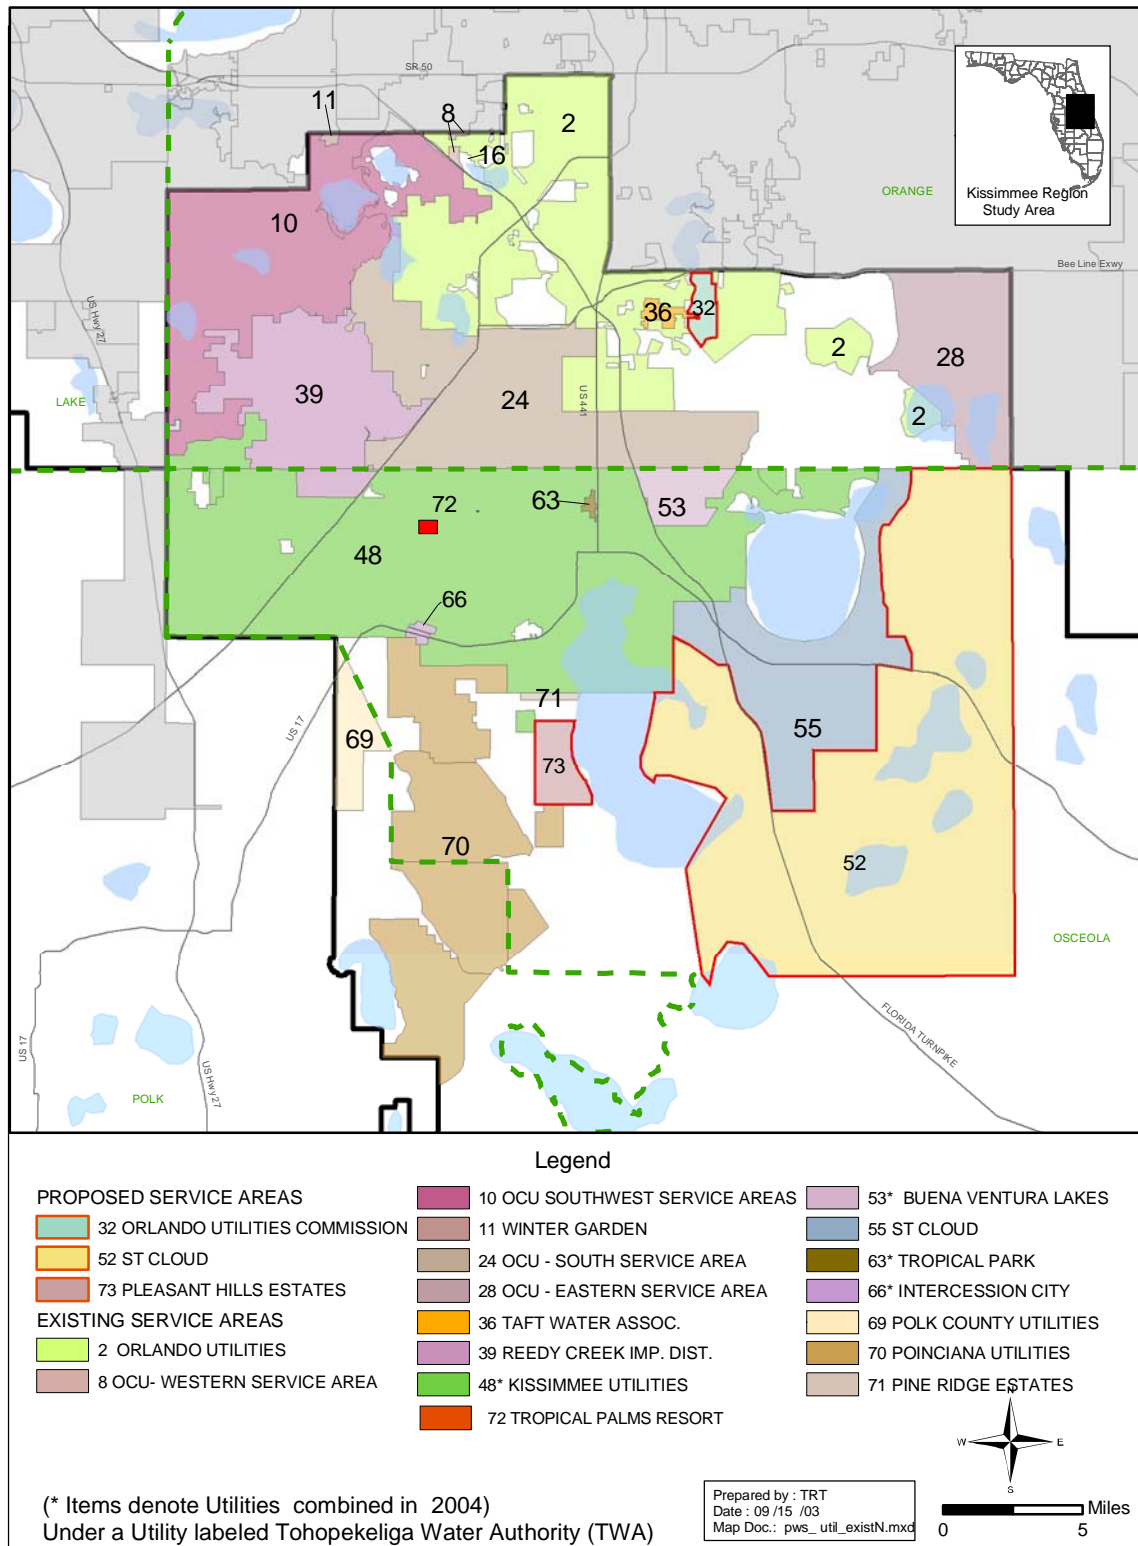 SR 50
11
8
2
16
ORANGE
Kissimmee Region
Study Area
10
Bee Line Exwy
US Hwy 27
36
32
2
28
LAKE
39
24
US 441
2
72
63
53
48
66
71
69
US 17
55
73
70
52
OSCEOLA
FLORIDA TURNPIKE
US 17
US Hwy 27
POLK
Legend
PROPOSED SERVICE AREAS
32 ORLANDO UTILITIES COMMISSION
52 ST CLOUD
73 PLEASANT HILLS ESTATES
EXISTING SERVICE AREAS
2 ORLANDO UTILITIES
8 OCU- WESTERN SERVICE AREA
10 OCU SOUTHWEST SERVICE AREAS
11 WINTER GARDEN
24 OCU - SOUTH SERVICE AREA
28 OCU - EASTERN SERVICE AREA
36 TAFT WATER ASSOC.
39 REEDY CREEK IMP. DIST.
48* KISSIMMEE UTILITIES
72 TROPICAL PALMS RESORT
53* BUENA VENTURA LAKES
55 ST CLOUD
63* TROPICAL PARK
66* INTERCESSION CITY
69 POLK COUNTY UTILITIES
70 POINCIANA UTILITIES
71 PINE RIDGE ESTATES
N
W E
S
(* Items denote Utilities combined in 2004)
Under a Utility labeled Tohopekeliga Water Authority (TWA)
Prepared by : TRT
Date : 09 /15 /03
Map Doc.: pws_ util_existN.mxd
Miles
0 5